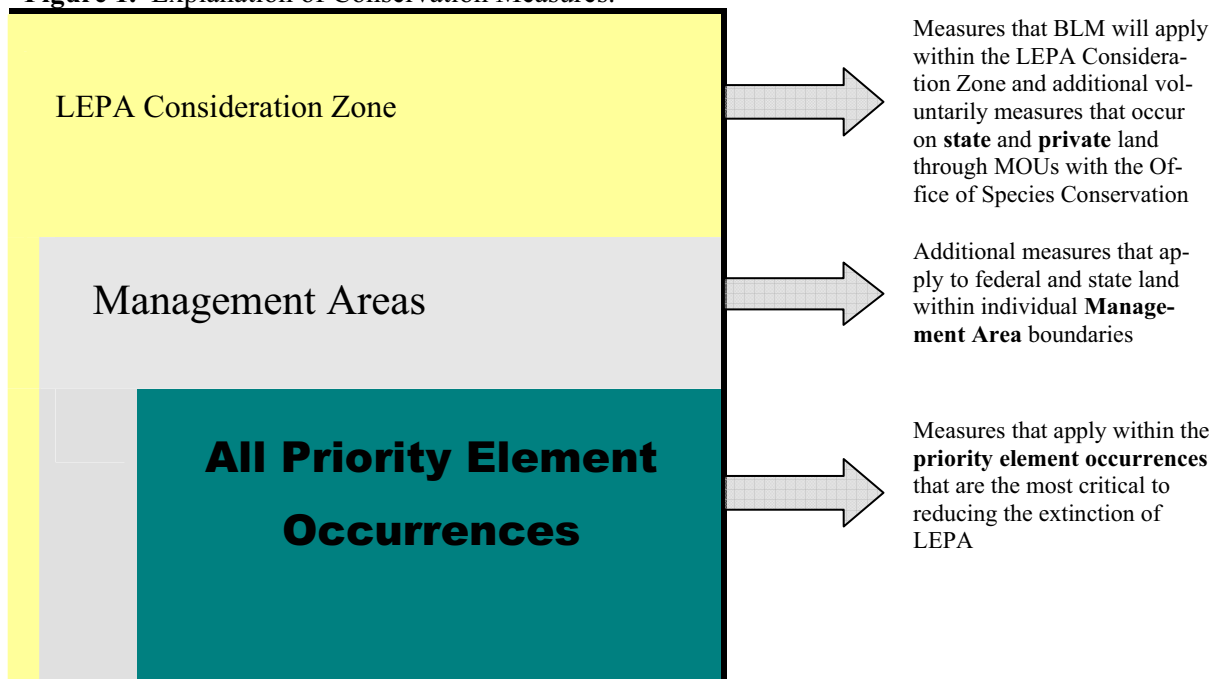 Figure 1. Explanation of Conservation Measures.
LEPA Consideration Zone
Measures that BLM will apply
within the LEPA Considera-
tion Zone and additional vol-
untarily measures that occur
on state and private land
through MOUs with the Of-
fice of Species Conservation
Management Areas
Additional measures that ap-
ply to federal and state land
within individual Manage-
ment Area boundaries
All Priority Element
Occurrences
Measures that apply within the
priority element occurrences
that are the most critical to
reducing the extinction of
LEPA